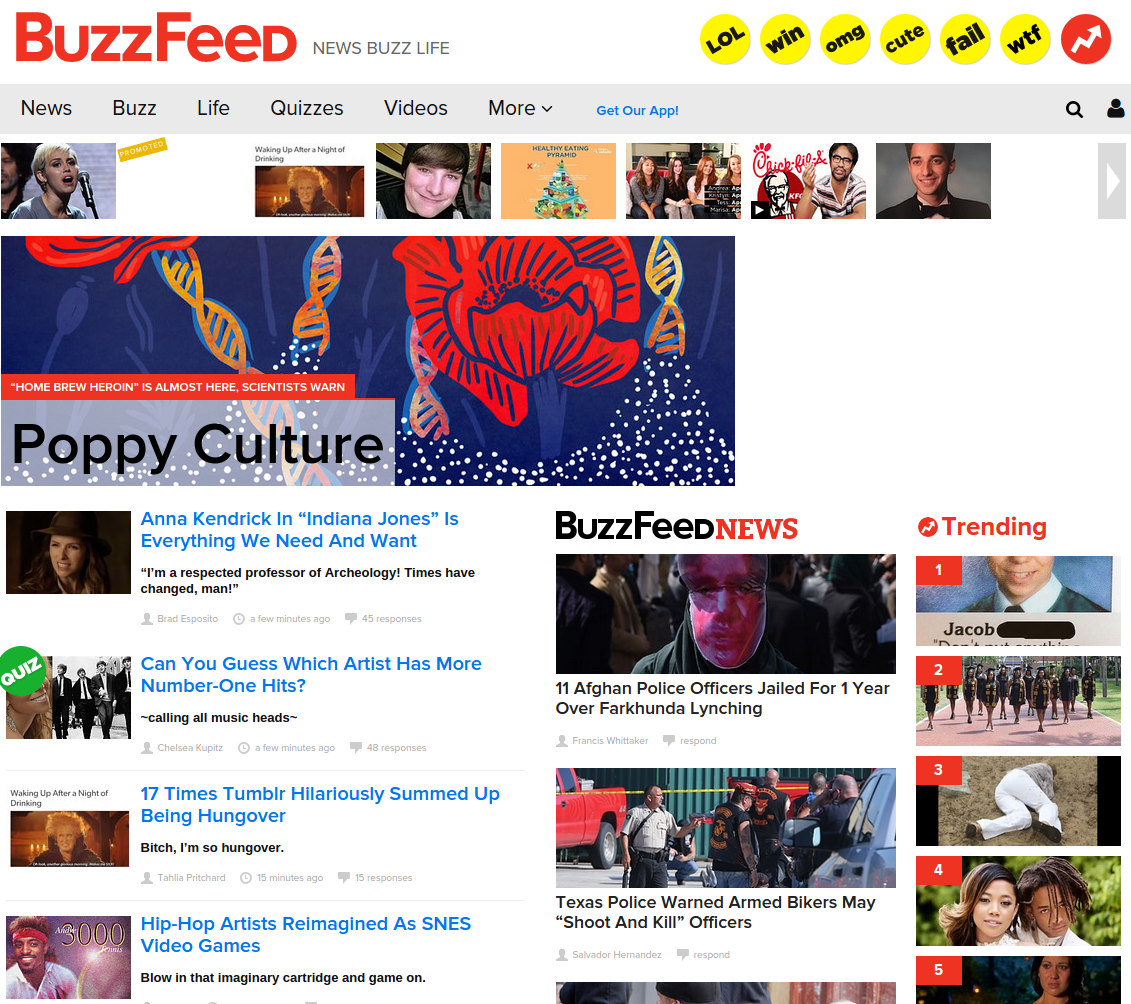 BuzzFeed
NEWS BUZZ LIFE
LOL
win
omg
cute
fail
wtf
News
Buzz
Life
Quizzes
Videos
More
Get Our App!
PROMOTED
Waking Up After a Night of
Drinking
HEALTHY EATING
PYRAMID
Andrea:
Kristyn:
Tess:
Marisa:
Chick-fil-A
KFC
“HOME BREW HEROIN” IS ALMOST HERE, SCIENTISTS WARN
Poppy Culture
Anna Kendrick In “Indiana Jones” Is
Everything We Need And Want
“I’m a respected professor of Archeology! Times have
changed, man!”
Brad Esposito
a few minutes ago
45 responses
QUIZ
Can You Guess Which Artist Has More
Number-One Hits?
~calling all music heads~
Chelsea Kupitz
a few minutes ago
48 responses
Waking Up After a Night of
Drinking
17 Times Tumblr Hilariously Summed Up
Being Hungover
Bitch, I’m so hungover.
Tahlia Pritchard
15 minutes ago
15 responses
3000
Tennis
Hip-Hop Artists Reimagined As SNES
Video Games
Blow in that imaginary cartridge and game on.
BuzzFeedNEWS
11 Afghan Police Officers Jailed For 1 Year
Over Farkhunda Lynching
Francis Whittaker
respond
Texas Police Warned Armed Bikers May
“Shoot And Kill” Officers
Salvador Hernandez
respond
Trending
1
Jacob
2
3
4
5